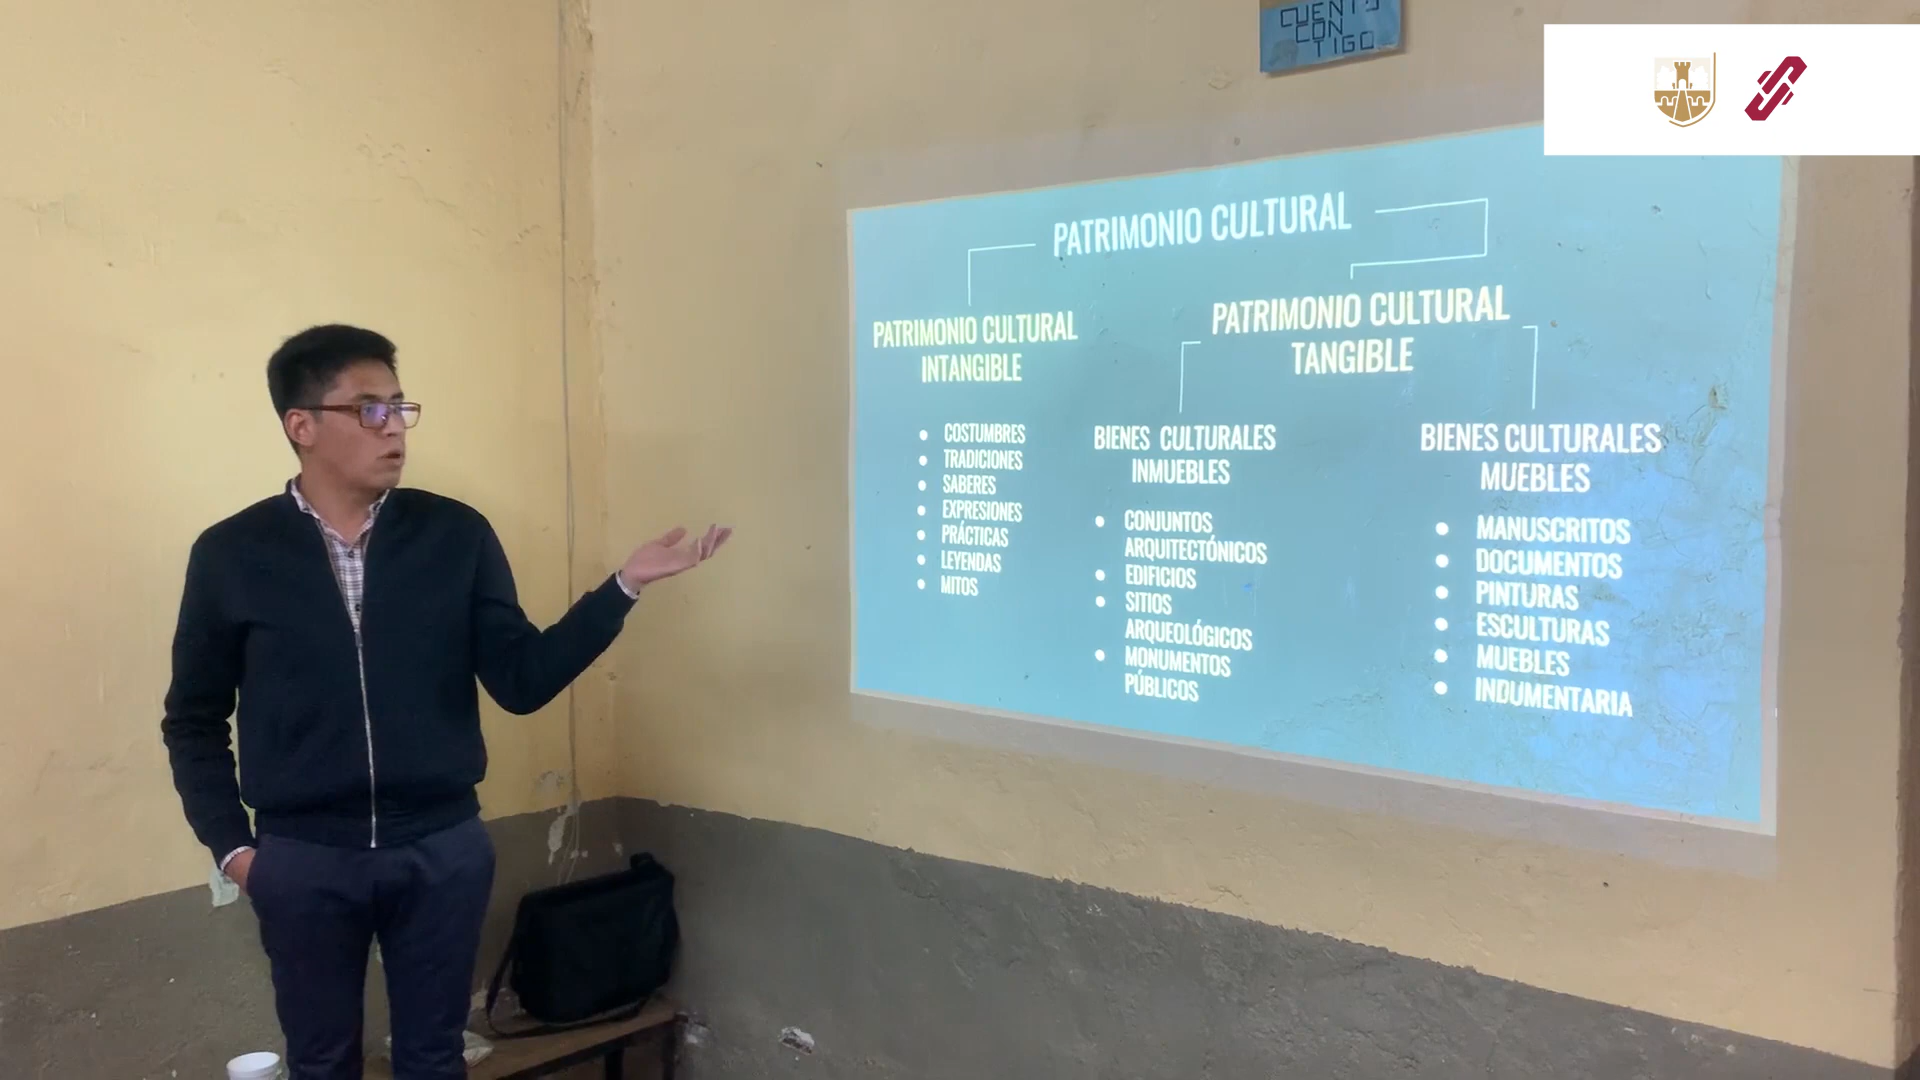 CUENTO
CON
TIGO
PATRIMONIO CULTURAL
PATRIMONIO CULTURAL
INTANGIBLE
• COSTUMBRES
• TRADICIONES
• SABERES
• EXPRESIONES
• PRÁCTICAS
• LEYENDAS
• MITOS
PATRIMONIO CULTURAL
TANGIBLE
BIENES CULTURALES
INMUEBLES
• CONJUNTOS
ARQUITECTÓNICOS
• EDIFICIOS
• SITIOS
ARQUEOLÓGICOS
• MONUMENTOS
PÚBLICOS
BIENES CULTURALES
MUEBLES
• MANUSCRITOS
• DOCUMENTOS
• PINTURAS
• ESCULTURAS
• MUEBLES
• INDUMENTARIA